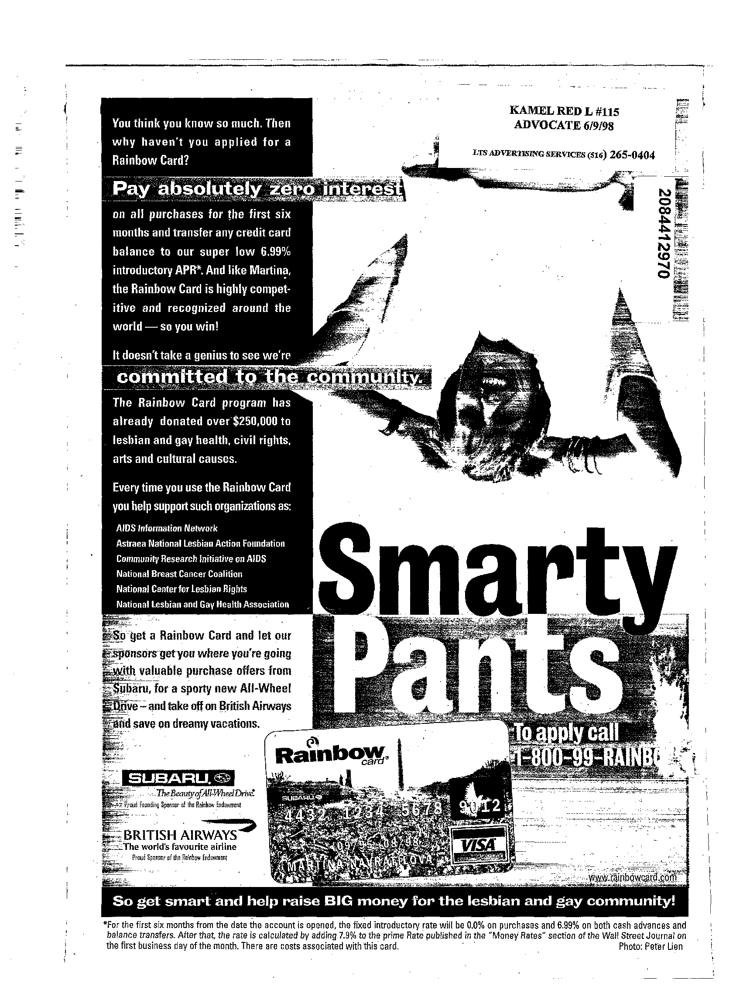 KAMEL RED L #115
ADVOCATE 6/9/98
LTS ADVERTISING SERVICES (516) 265-0404
2084412970
You think you know so much. Then
why haven't you applied for a
Rainbow Card?
Pay absolutely zero interest
on all purchases for the first six
months and transfer any credit card
balance to our super low 6.99%
introductory APR*. And like Martina,
the Rainbow Card is highly compet-
itive and recognized around the
world — so you win!
It doesn't take a genius to see we're
committed to the community.
The Rainbow Card program has
already donated over $250,000 to
lesbian and gay health, civil rights,
arts and cultural causes.
Every time you use the Rainbow Card
you help support such organizations as:
AIDS Information Network
Astraea National Lesbian Action Foundation
Community Research Initiative on AIDS
National Breast Cancer Coalition
National Center for Lesbian Rights
National Lesbian and Gay Health Association
So get a Rainbow Card and let our
sponsors get you where you're going
with valuable purchase offers from
Subaru, for a sporty new All-Wheel
Drive – and take off on British Airways
and save on dreamy vacations.
Smarty
Pants
To apply call
1-800-99-RAINB
Rainbow
card®
SUBARU
4432 1234 5678 9012
MARTINA NAVRATILOVA
VISA
SUBARU
The Beauty of All-Wheel Drive.
Proud Founding Sponsor of the Rainbow Endowment
BRITISH AIRWAYS
The world's favourite airline
Proud Sponsor of the Rainbow Endowment
www.rainbowcard.com
So get smart and help raise BIG money for the lesbian and gay community!
*For the first six months from the date the account is opened, the fixed introductory rate will be 0.0% on purchases and 6.99% on both cash advances and
balance transfers. After that, the rate is calculated by adding 7.9% to the prime Rate published in the "Money Rates" section of the Wall Street Journal on
the first business day of the month. There are costs associated with this card.
Photo: Peter Lien